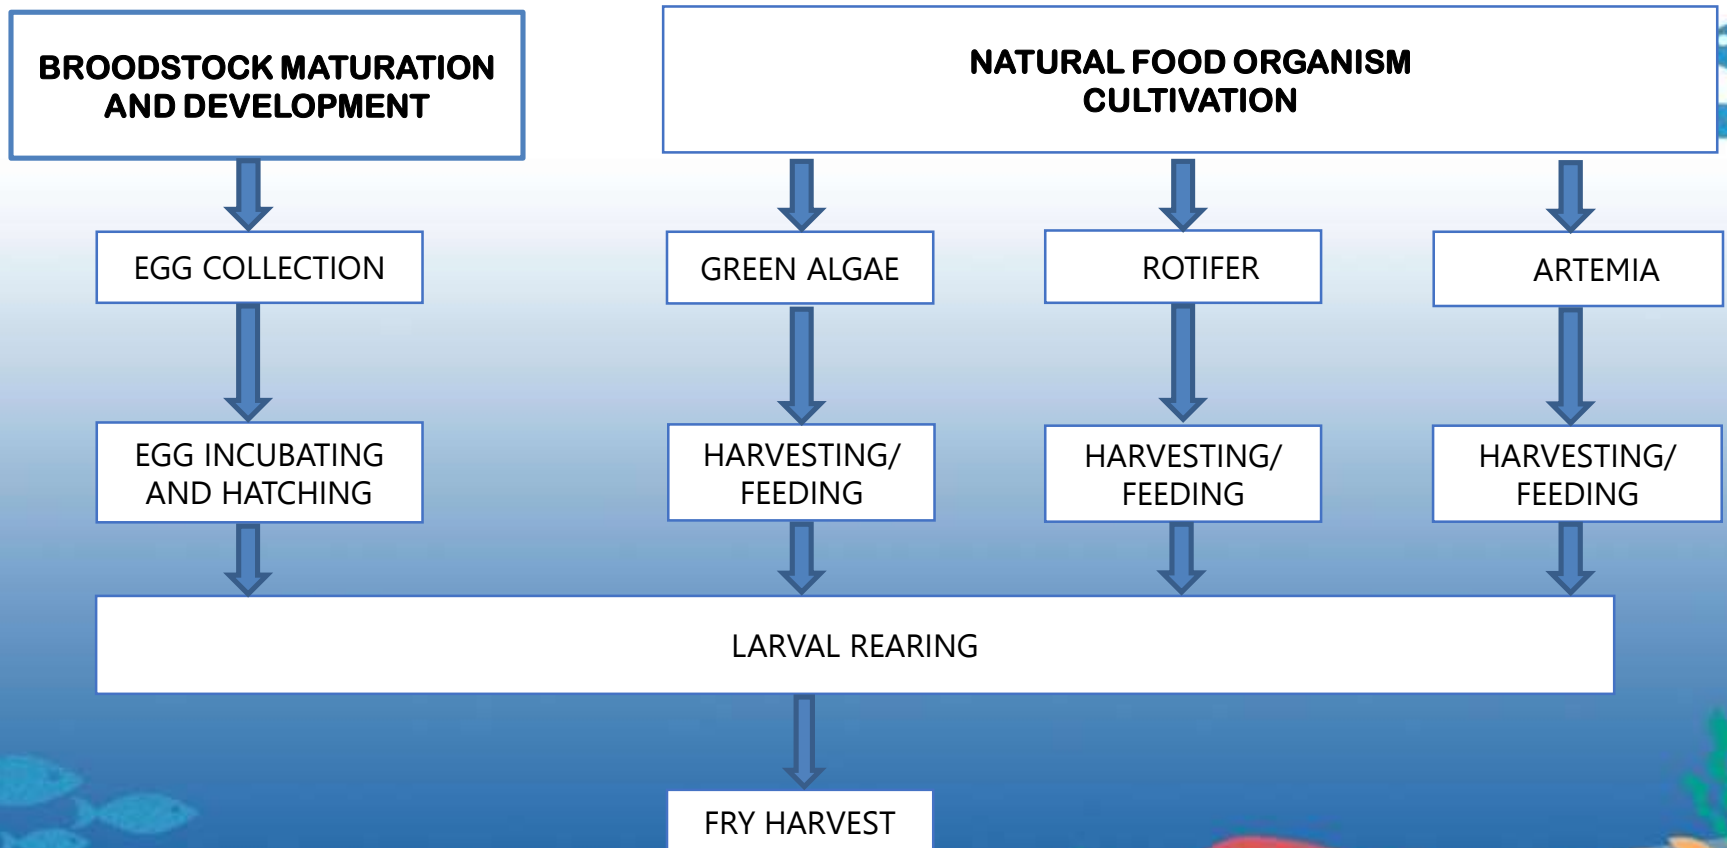 BROODSTOCK MATURATION
AND DEVELOPMENT
NATURAL FOOD ORGANISM
CULTIVATION
EGG COLLECTION
GREEN ALGAE
ROTIFER
ARTEMIA
EGG INCUBATING
AND HATCHING
HARVESTING/
FEEDING
HARVESTING/
FEEDING
HARVESTING/
FEEDING
LARVAL REARING
FRY HARVEST